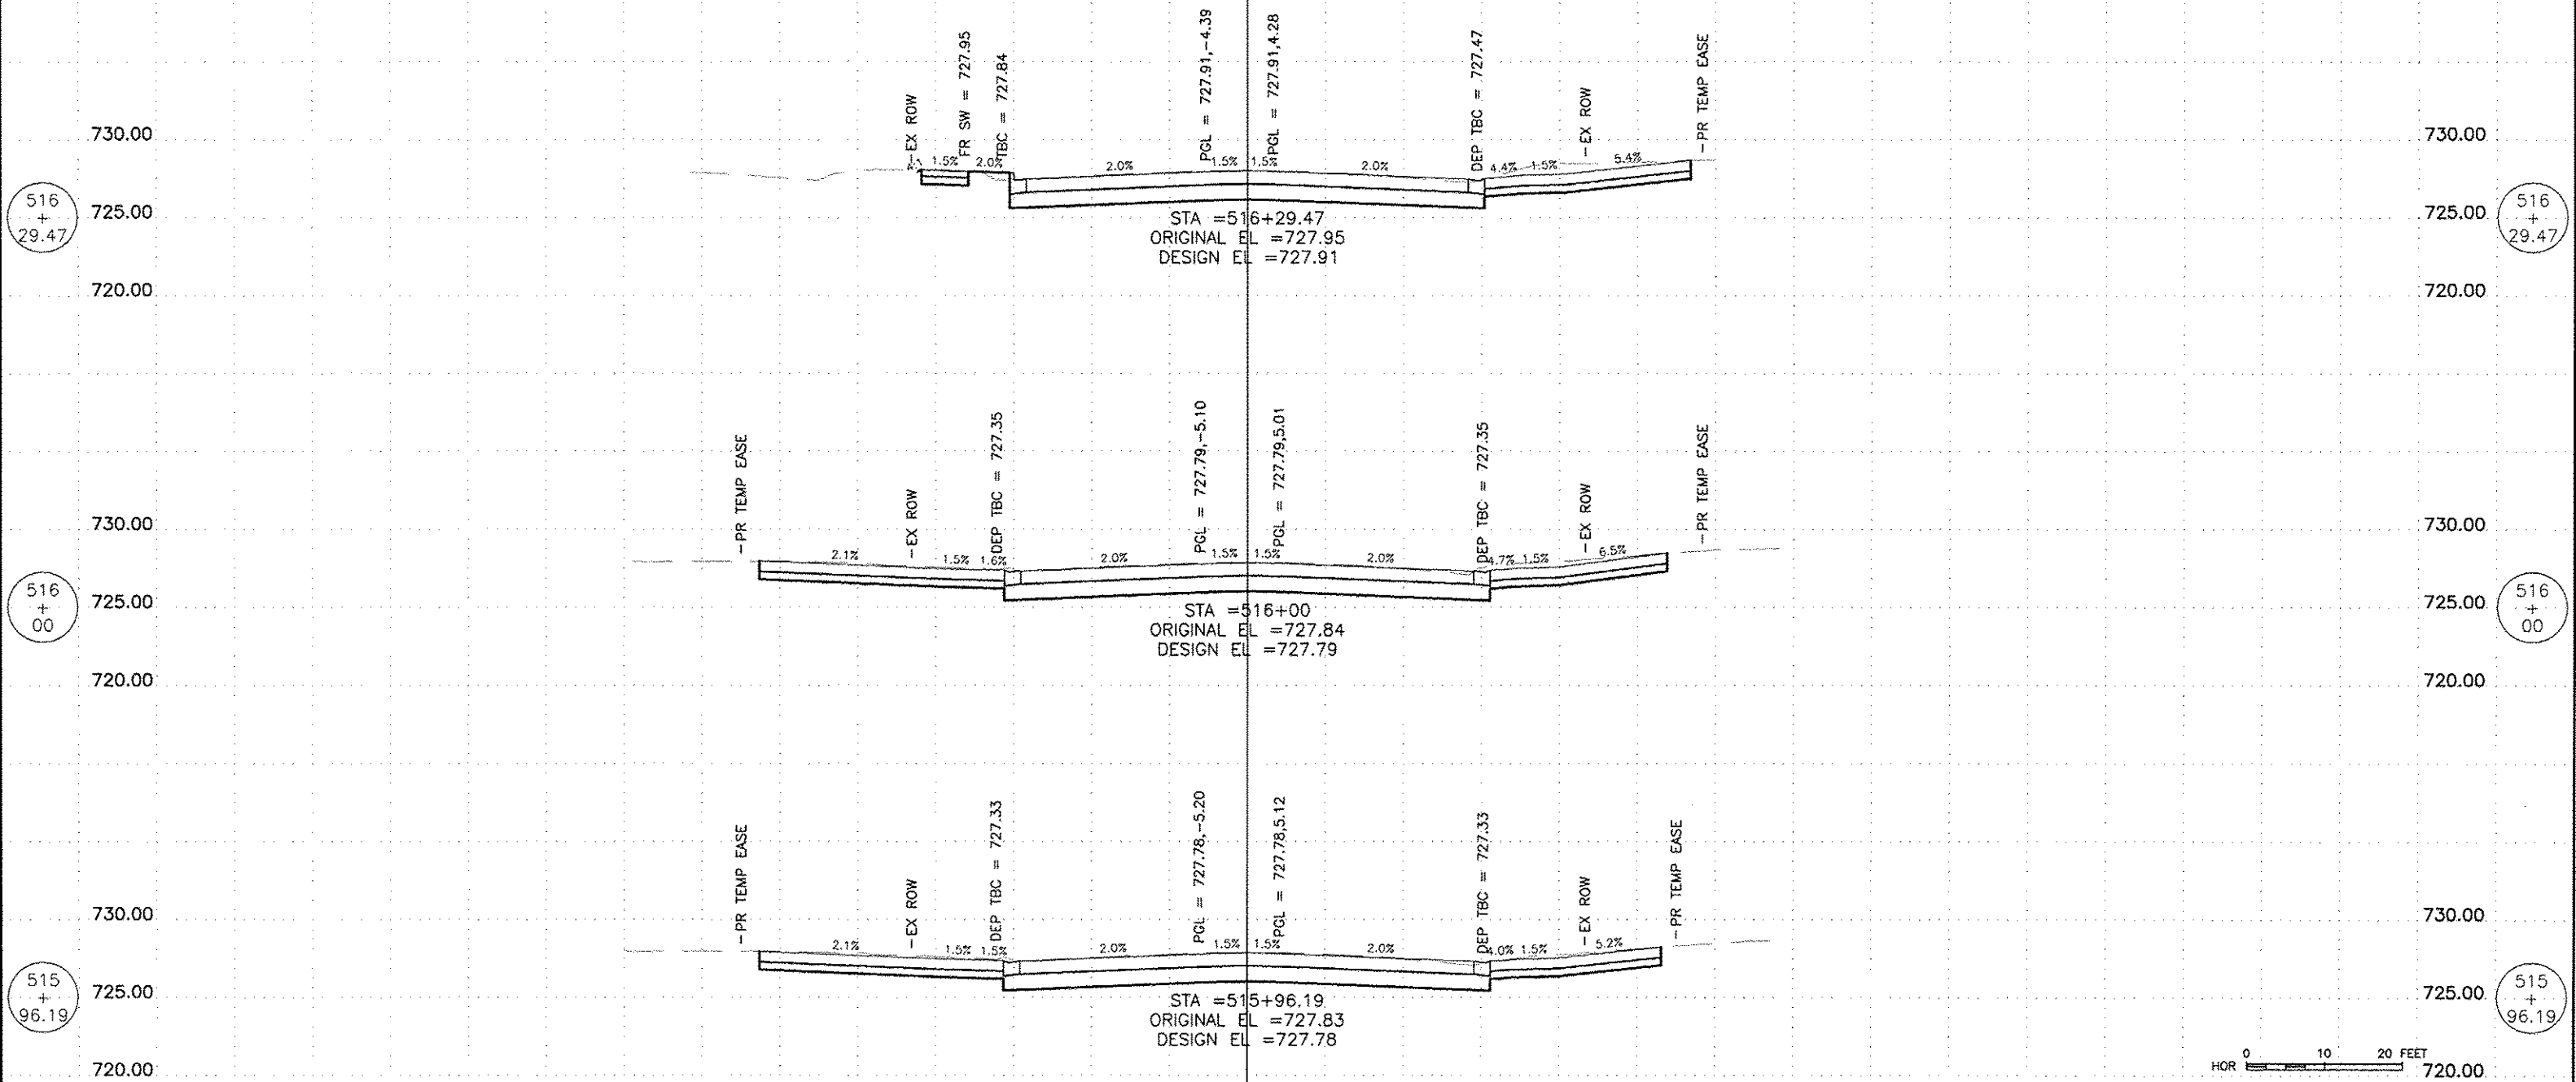 EX ROW
FR SW = 727.95
TBC = 727.84
PGL = 727.91,-4.39
PGL = 727.91,4.28
DEP TBC = 727.47
EX ROW
PR TEMP EASE
730.00
1.5%
2.0%
2.0%
1.5%
1.5%
2.0%
4.4%
1.5%
5.4%
730.00
516
+
29.47
725.00
STA =516+29.47
725.00
516
+
29.47
ORIGINAL EL =727.95
DESIGN EL =727.91
720.00
720.00
PR TEMP EASE
EX ROW
DEP TBC = 727.35
PGL = 727.79,-5.10
PGL = 727.79,5.01
DEP TBC = 727.35
EX ROW
PR TEMP EASE
730.00
2.1%
1.5%
1.6%
2.0%
1.5%
1.5%
2.0%
4.7%
1.5%
6.5%
730.00
516
+
00
725.00
STA =516+00
725.00
516
+
00
ORIGINAL EL =727.84
DESIGN EL =727.79
720.00
720.00
PR TEMP EASE
EX ROW
DEP TBC = 727.33
PGL = 727.78,-5.20
PGL = 727.78,5.12
DEP TBC = 727.33
EX ROW
PR TEMP EASE
730.00
2.1%
1.5%
1.5%
2.0%
1.5%
1.5%
2.0%
4.0%
1.5%
5.2%
730.00
515
+
96.19
725.00
STA =515+96.19
725.00
515
+
96.19
ORIGINAL EL =727.83
DESIGN EL =727.78
720.00
HOR
0
10
20 FEET
720.00